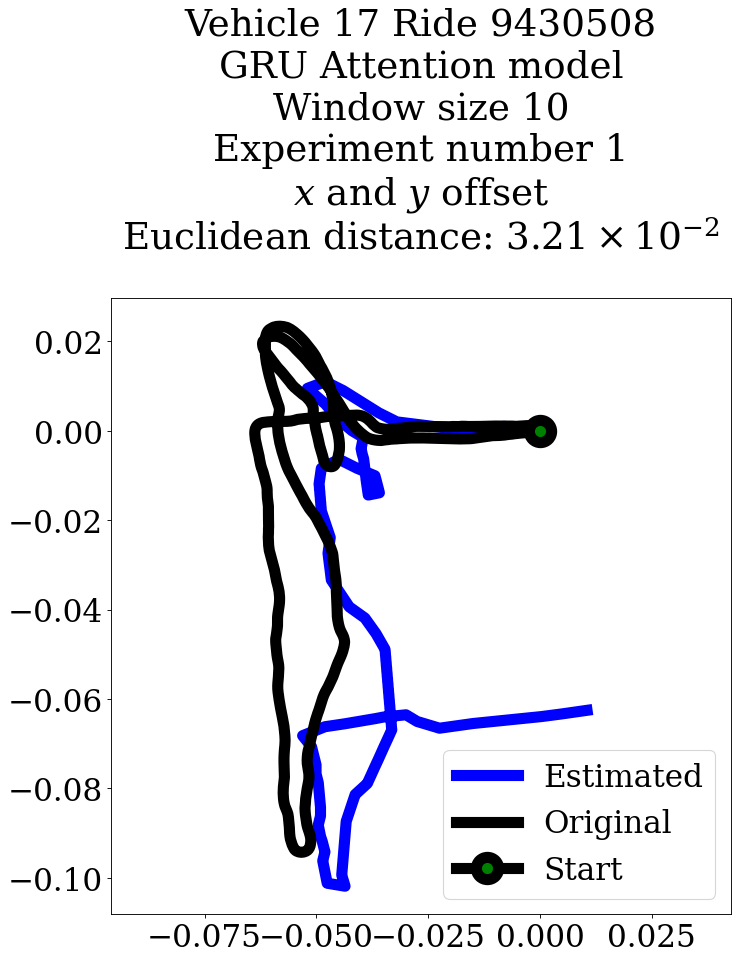 Vehicle 17 Ride 9430508
GRU Attention model
Window size 10
Experiment number 1
x and y offset
Euclidean distance: 3.21 × 10⁻²
0.02
0.00
−0.02
−0.04
−0.06
−0.08
−0.10
Estimated
Original
Start
−0.075 −0.050 −0.025 0.000 0.025